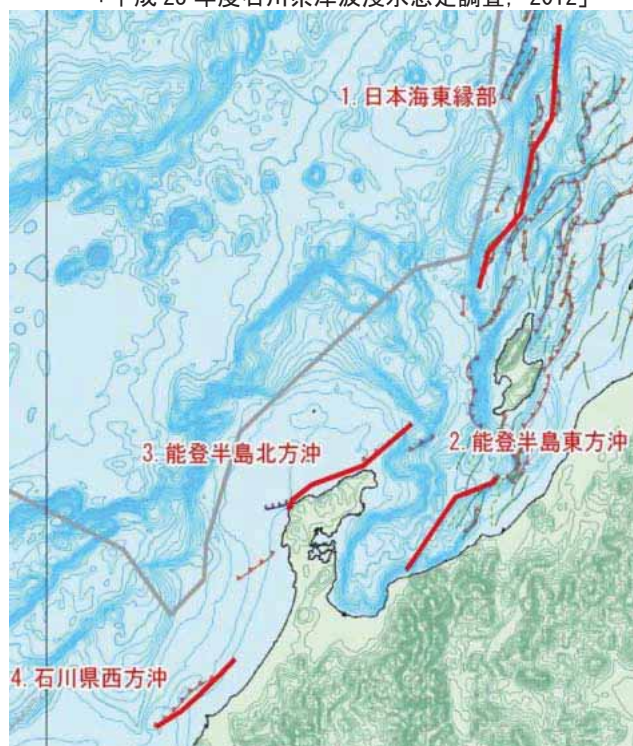 「平成 23 年度石川県津波浸水想定調査, 2012」
1. 日本海東縁部
2. 能登半島東方沖
3. 能登半島北方沖
4. 石川県西方沖